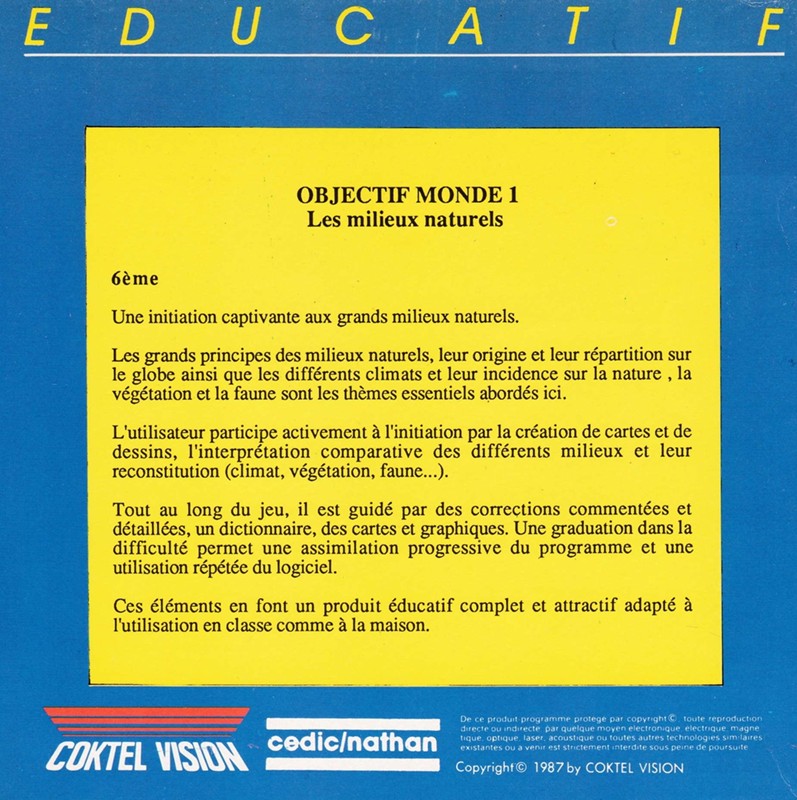 EDUCATIF
OBJECTIF MONDE 1
Les milieux naturels
6ème
Une initiation captivante aux grands milieux naturels.
Les grands principes des milieux naturels, leur origine et leur répartition sur
le globe ainsi que les différents climats et leur incidence sur la nature , la
végétation et la faune sont les thèmes essentiels abordés ici.
L'utilisateur participe activement à l'initiation par la création de cartes et de
dessins, l'interprétation comparative des différents milieux et leur
reconstitution (climat, végétation, faune...).
Tout au long du jeu, il est guidé par des corrections commentées et
détaillées, un dictionnaire, des cartes et graphiques. Une graduation dans la
difficulté permet une assimilation progressive du programme et une
utilisation répétée du logiciel.
Ces éléments en font un produit éducatif complet et attractif adapté à
l'utilisation en classe comme à la maison.
COKTEL VISION
cedic/nathan
De ce produit programme protege par copyright©. toute reproduction
directe ou indirecte. par quelque moyen electronique. electrique. magne
tique. optique. laser. acoustique ou toutes autres technologies similaires
existantes ou a venir est strictement interdite sous peine de poursuite
Copyright© 1987 by COKTEL VISION